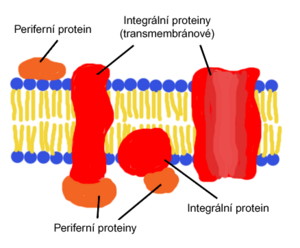 Periferní protein
Integrální proteiny
(transmembránové)
Integrální protein
Periferní proteiny